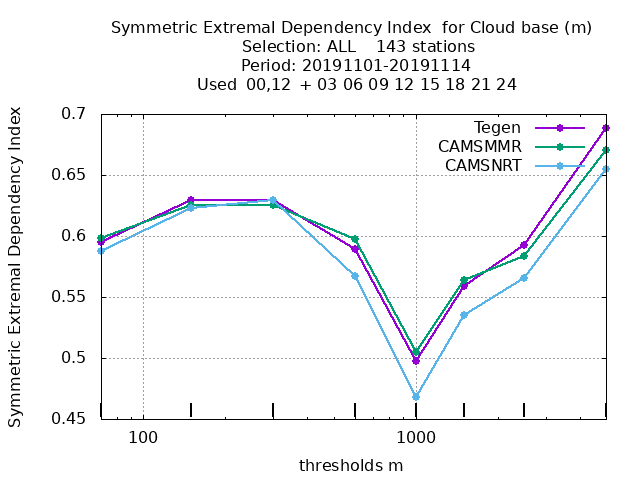 Symmetric Extremal Dependency Index for Cloud base (m)
Selection: ALL 143 stations
Period: 20191101-20191114
Used 00,12 + 03 06 09 12 15 18 21 24
Symmetric Extremal Dependency Index
0.7
0.65
0.6
0.55
0.5
0.45
Tegen
CAMSMMR
CAMSNRT
100
1000
thresholds m